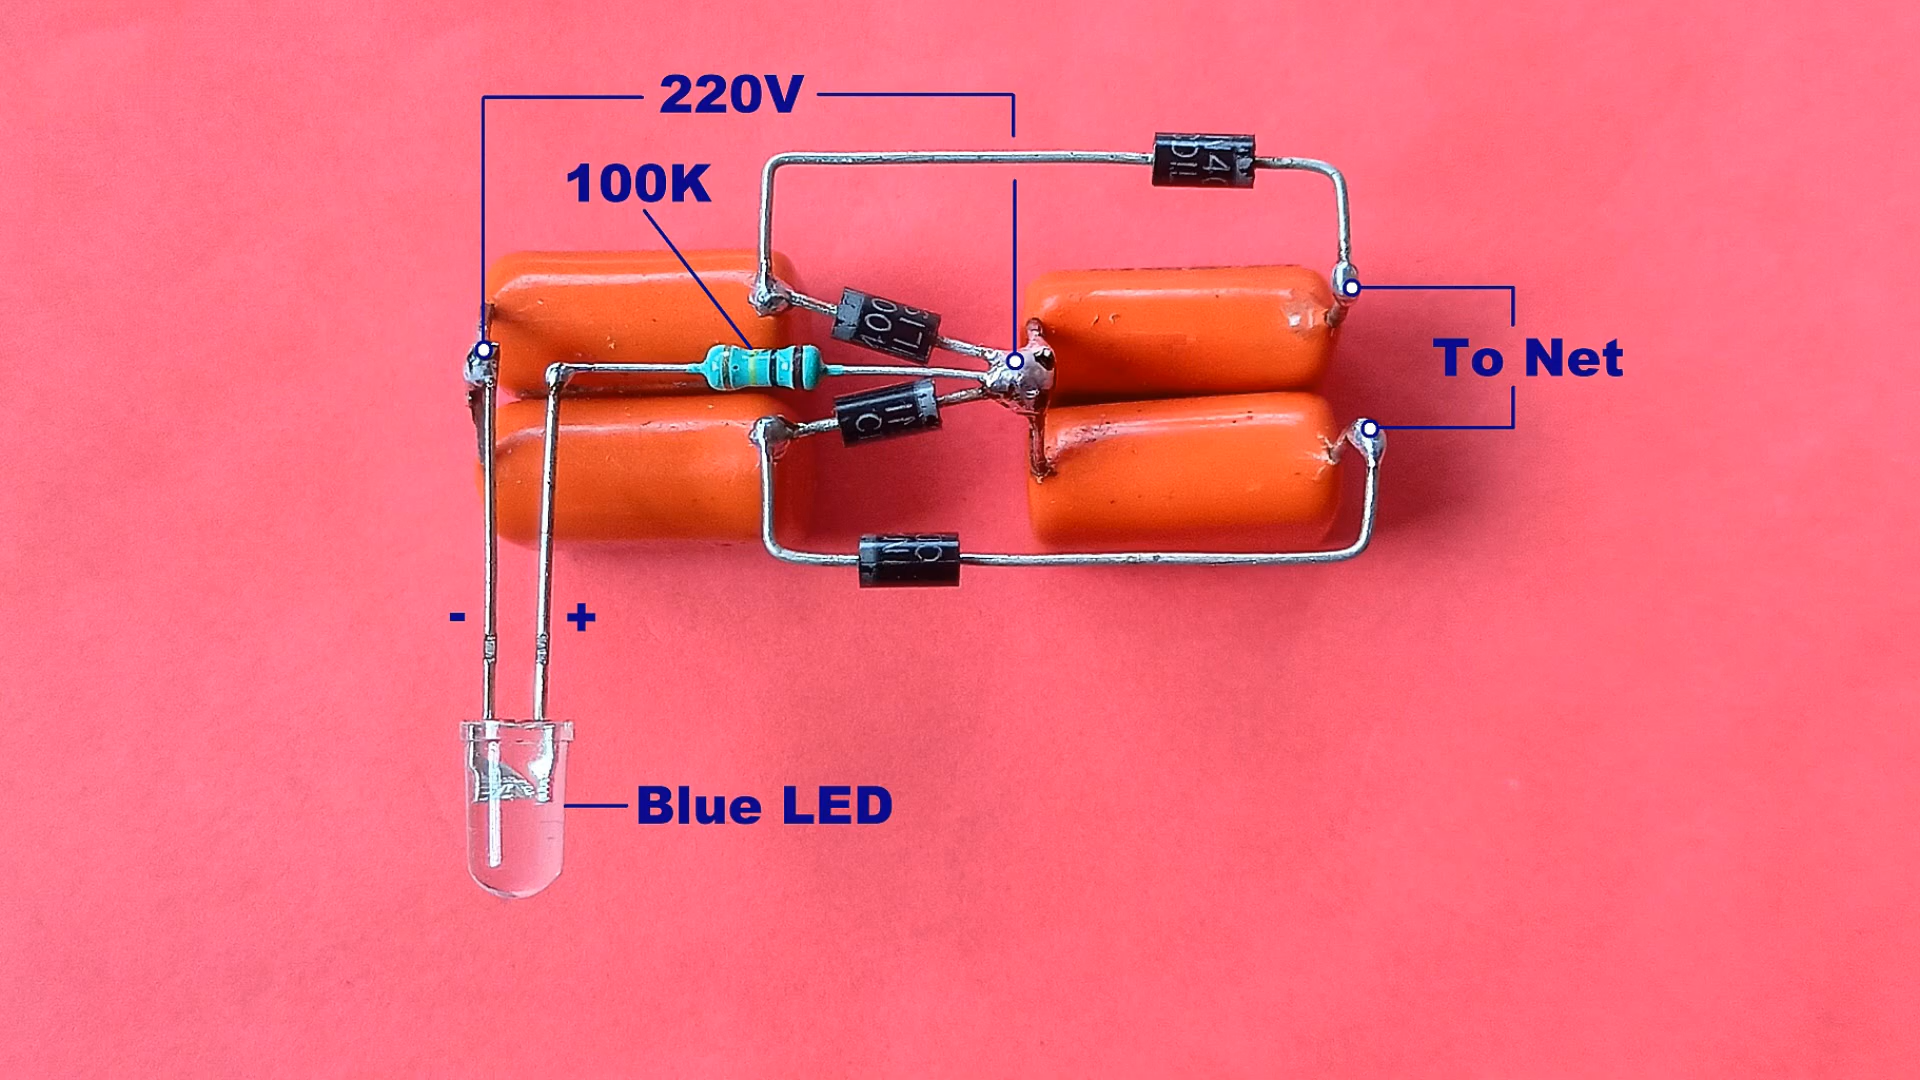 220V
100K
To Net
-
+
Blue LED